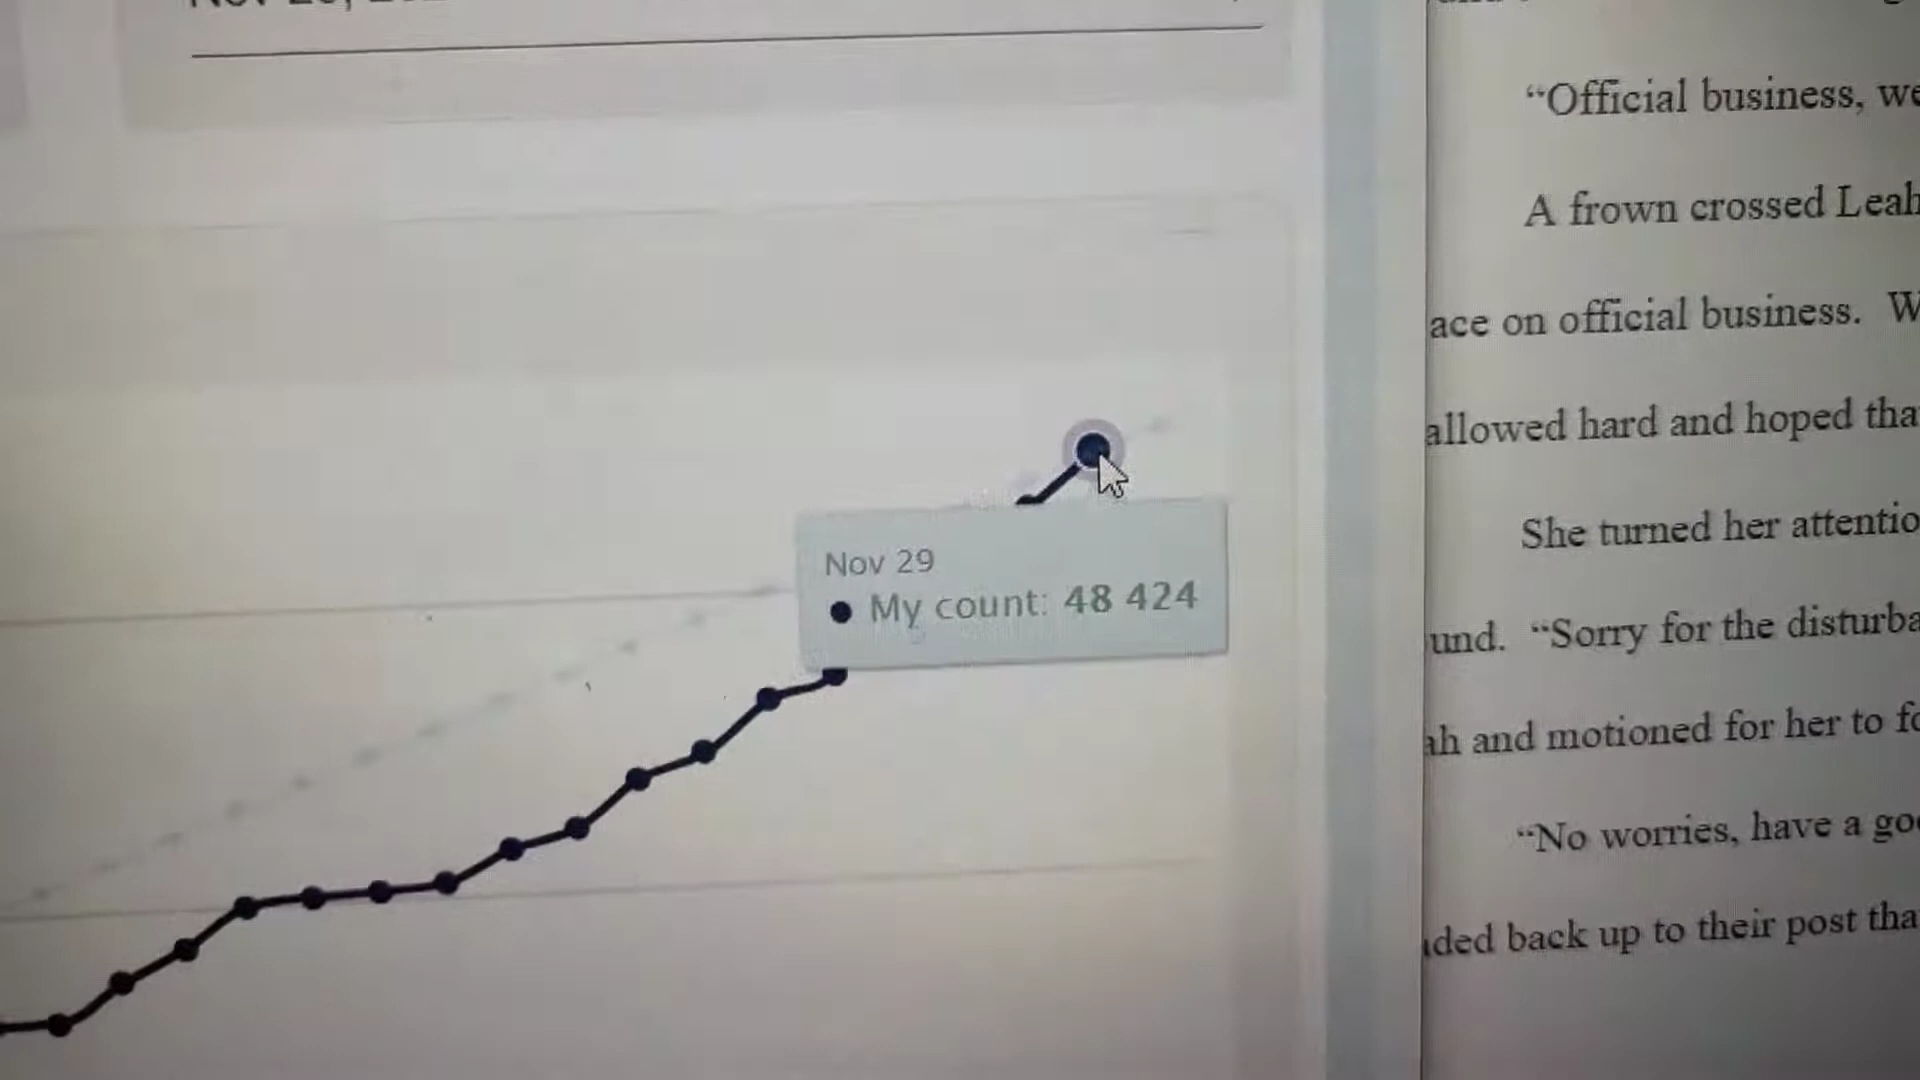 Nov 29
My count: 48 424
“Official business, we
A frown crossed Leah
ace on official business. W
allowed hard and hoped tha
She turned her attentio
und. “Sorry for the disturba
ah and motioned for her to fo
“No worries, have a goo
ded back up to their post tha